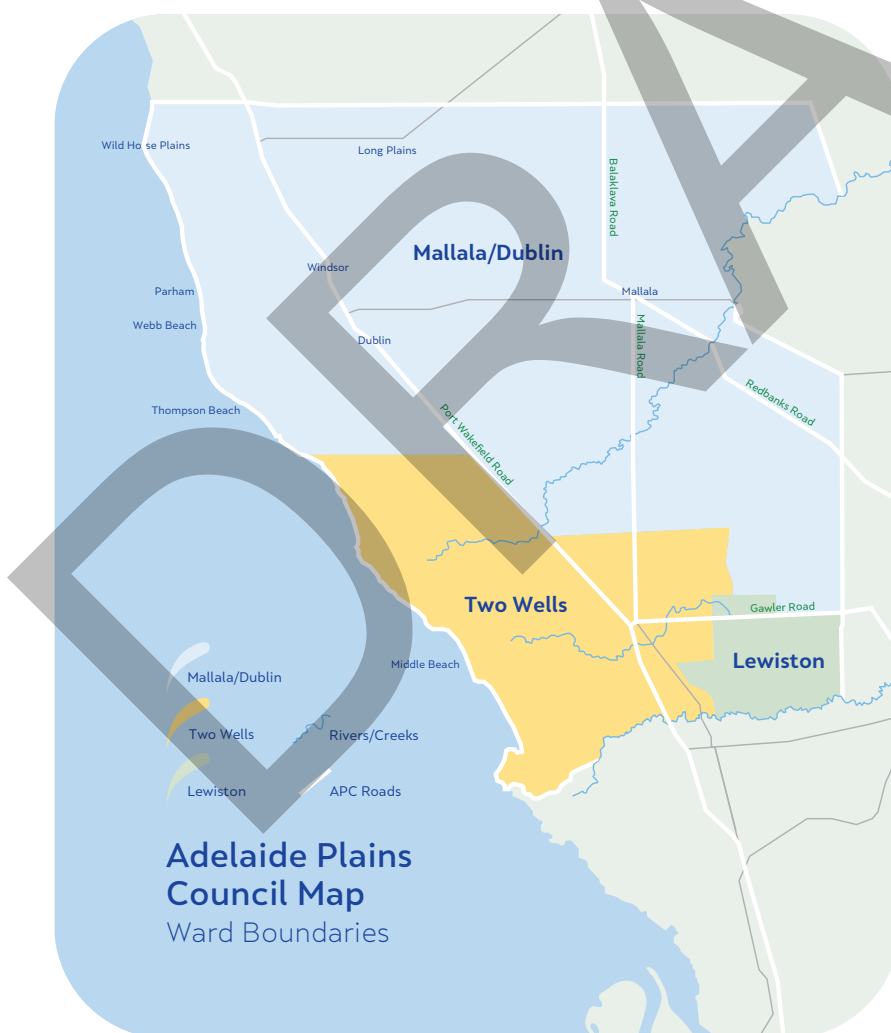 Wild Horse Plains
Long Plains
Balaklava Road
Mallala/Dublin
Windsor
Parham
Mallala
Webb Beach
Dublin
Mallala Road
Redbanks Road
Thompson Beach
Port Wakefield Road
Two Wells
Gawler Road
Middle Beach
Lewiston
Mallala/Dublin
Two Wells
Rivers/Creeks
Lewiston
APC Roads
Adelaide Plains
Council Map
Ward Boundaries
DRA